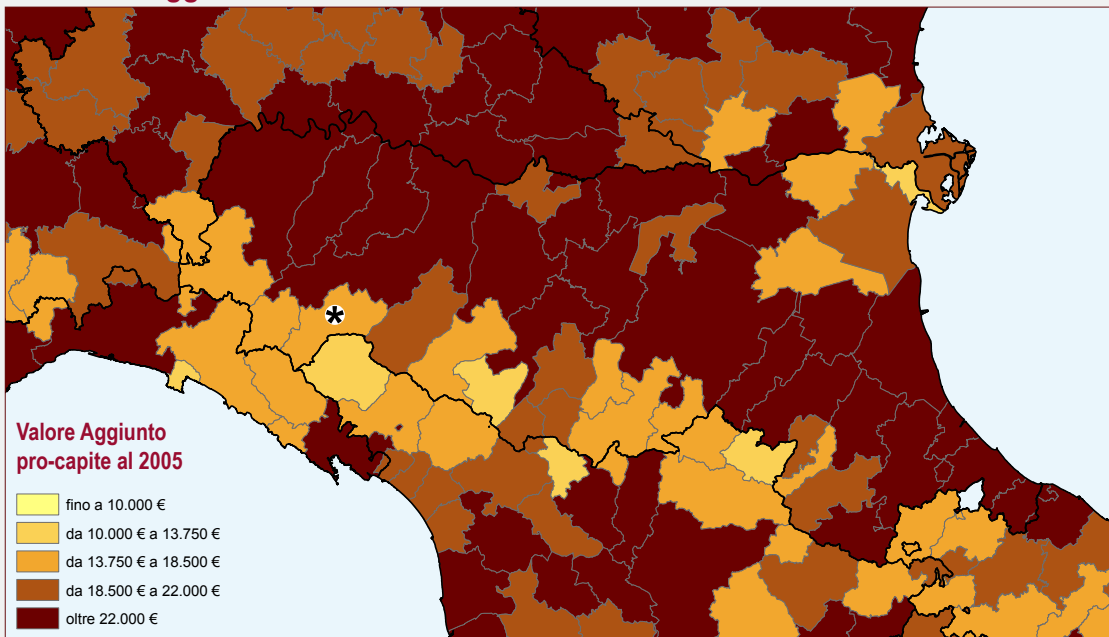 Valore Aggiunto
pro-capite al 2005
fino a 10.000 €
da 10.000 € a 13.750 €
da 13.750 € a 18.500 €
da 18.500 € a 22.000 €
oltre 22.000 €